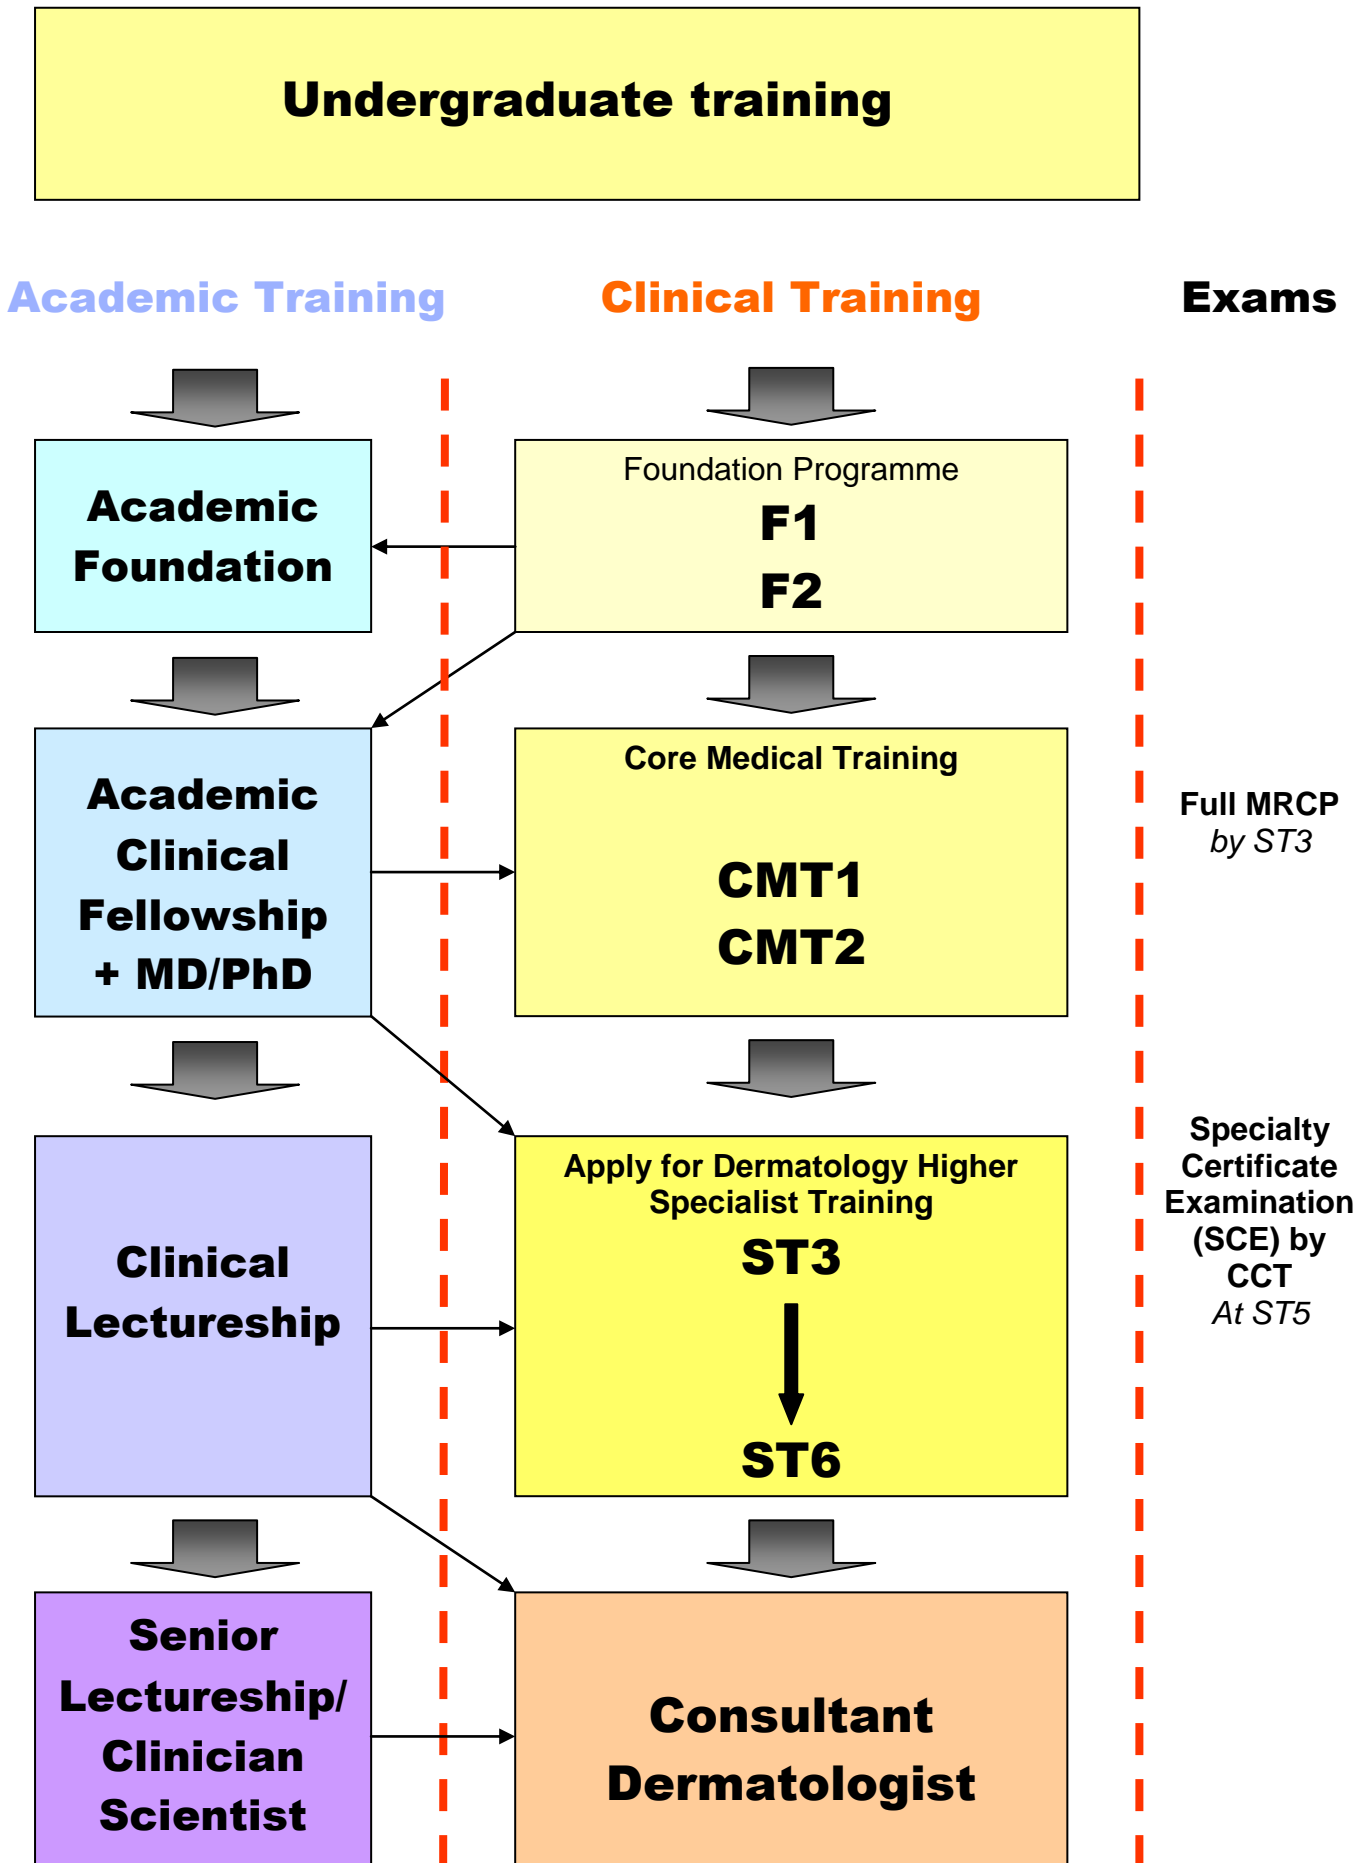 Undergraduate training
Academic Training
Clinical Training
Exams
Academic
Foundation
Foundation Programme
F1
F2
Academic
Clinical
Fellowship
+ MD/PhD
Core Medical Training
CMT1
CMT2
Full MRCP
by ST3
Clinical
Lectureship
Apply for Dermatology Higher
Specialist Training
ST3
ST6
Specialty
Certificate
Examination
(SCE) by
CCT
At ST5
Senior
Lectureship/
Clinician
Scientist
Consultant
Dermatologist